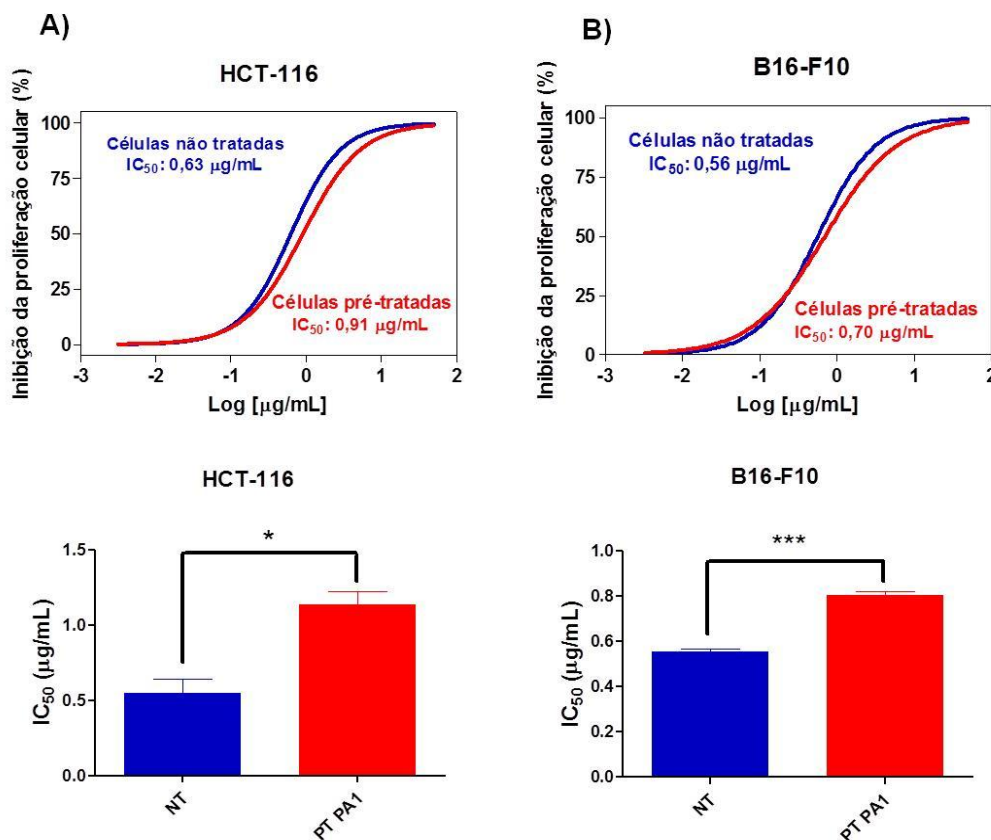 A)
HCT-116
Inibição da proliferação celular (%)
100
75
50
25
0
Células não tratadas
IC50: 0,63 µg/mL
Células pré-tratadas
IC50: 0,91 µg/mL
-3 -2 -1 0 1 2
Log [µg/mL]
B)
B16-F10
Inibição da proliferação celular (%)
100
75
50
25
0
Células não tratadas
IC50: 0,56 µg/mL
Células pré-tratadas
IC50: 0,70 µg/mL
-3 -2 -1 0 1 2
Log [µg/mL]
HCT-116
IC50 (µg/mL)
1.5
1.0
0.5
0.0
*
NT
PT PA1
B16-F10
IC50 (µg/mL)
1.0
0.8
0.6
0.4
0.2
0.0
***
NT
PT PA1